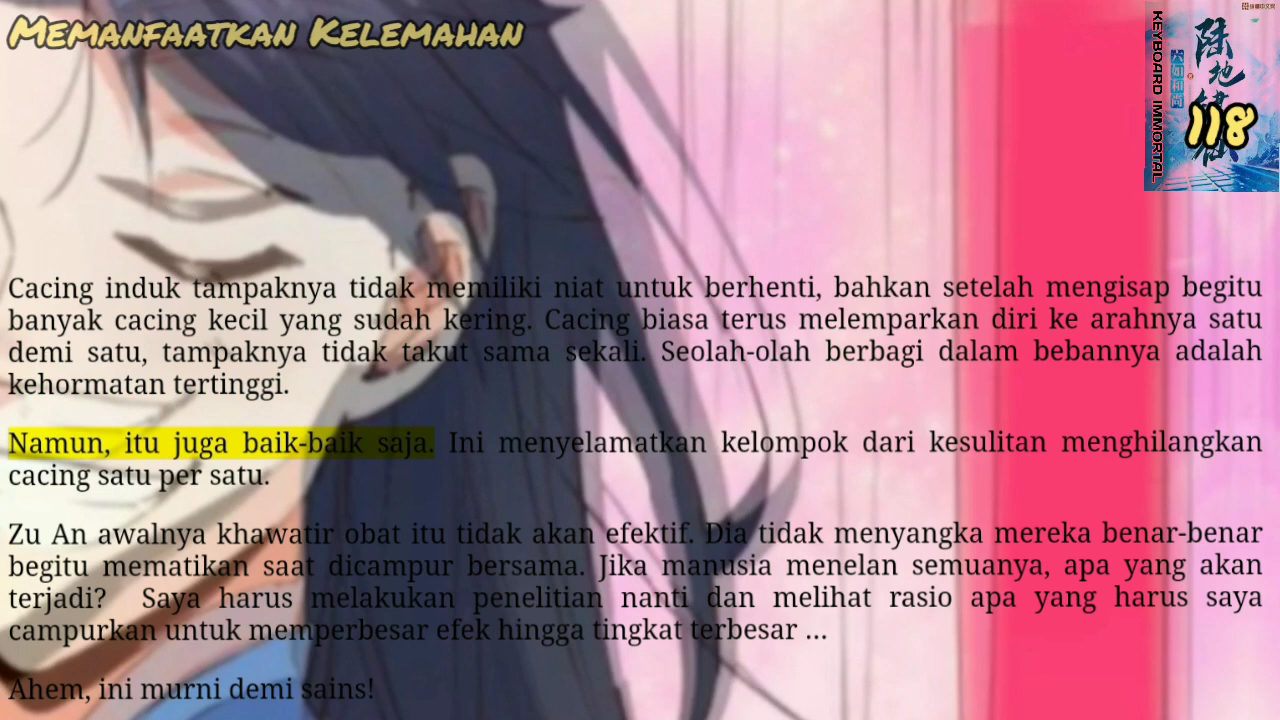 Memanfaatkan Kelemahan
KEYBOARD IMMORTAL
六如和尚
陆地
118
Cacing induk tampaknya tidak memiliki niat untuk berhenti, bahkan setelah mengisap begitu
banyak cacing kecil yang sudah kering. Cacing biasa terus melemparkan diri ke arahnya satu
demi satu, tampaknya tidak takut sama sekali. Seolah-olah berbagi dalam bebannya adalah
kehormatan tertinggi.
Namun, itu juga baik-baik saja. Ini menyelamatkan kelompok dari kesulitan menghilangkan
cacing satu per satu.
Zu An awalnya khawatir obat itu tidak akan efektif. Dia tidak menyangka mereka benar-benar
begitu mematikan saat dicampur bersama. Jika manusia menelan semuanya, apa yang akan
terjadi?  Saya harus melakukan penelitian nanti dan melihat rasio apa yang harus saya
campurkan untuk memperbesar efek hingga tingkat terbesar ...
Ahem, ini murni demi sains!